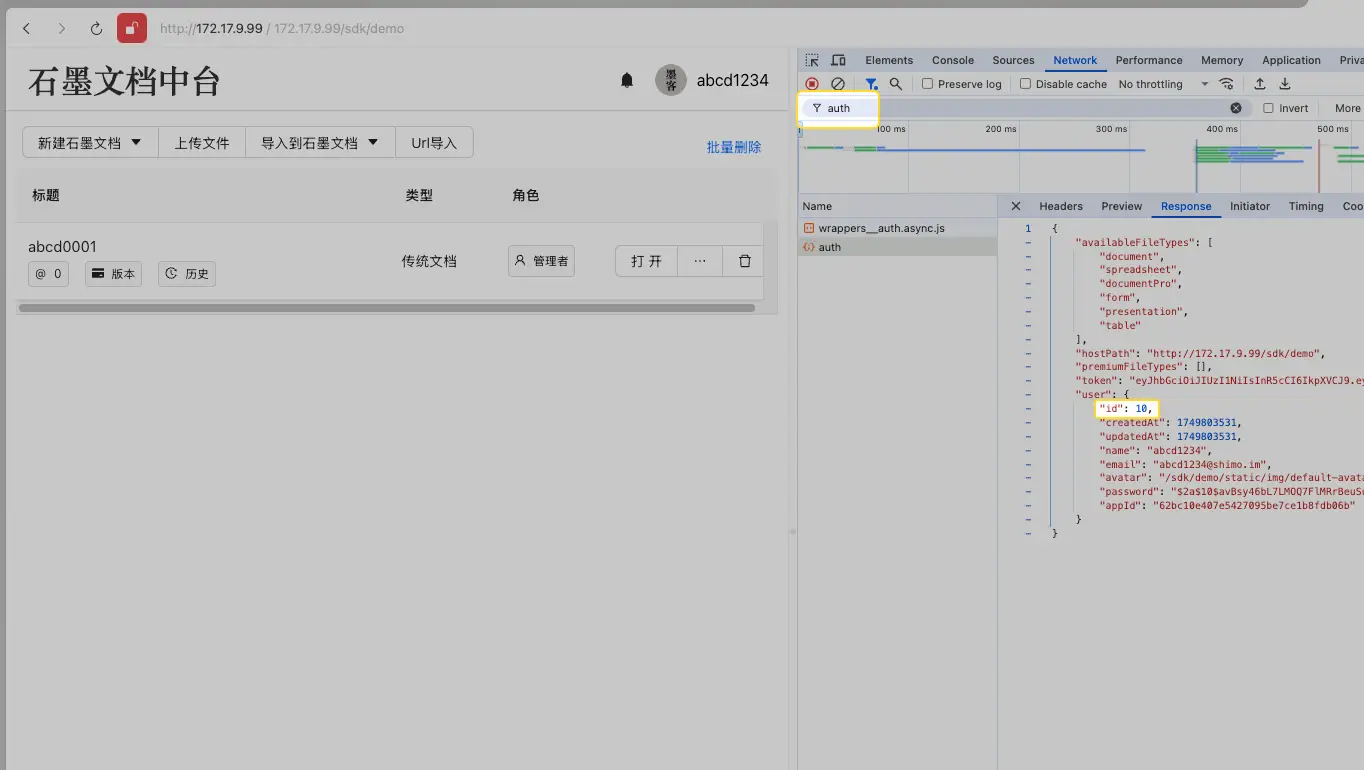 http://172.17.9.99 / 172.17.9.99/sdk/demo
石墨文档中台
墨客
abcd1234
新建石墨文档
上传文件
导入到石墨文档
Url导入
批量删除
标题
类型
角色
abcd0001
@ 0
版本
历史
传统文档
管理者
打 开
···
Elements
Console
Sources
Network
Performance
Memory
Application
Preserve log
Disable cache
No throttling
auth
Invert
More
100 ms
200 ms
300 ms
400 ms
500 ms
Name
wrappers__auth.async.js
auth
Headers
Preview
Response
Initiator
Timing
1
{
"availableFileTypes": [
"document",
"spreadsheet",
"documentPro",
"form",
"presentation",
"table"
],
"hostPath": "http://172.17.9.99/sdk/demo",
"premiumFileTypes": [],
"token": "eyJhbGciOiJIUzI1NiIsInR5cCI6IkpXVCJ9.ey
"user": {
"id": 10,
"createdAt": 1749803531,
"updatedAt": 1749803531,
"name": "abcd1234",
"email": "abcd1234@shimo.im",
"avatar": "/sdk/demo/static/img/default-avata
"password": "$2a$10$avBsy46bL7LMOQ7FlMRrBeuSu
"appId": "62bc10e407e5427095be7ce1b8fdb06b"
}
}